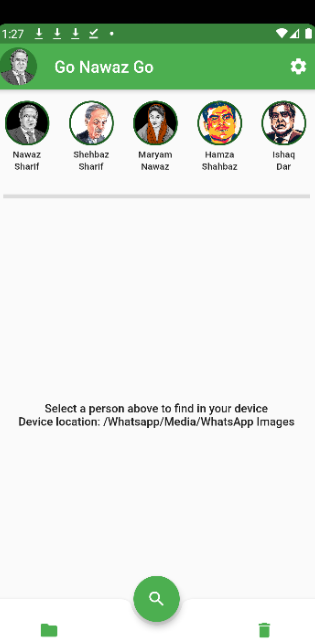 1:27
Go Nawaz Go
Nawaz
Sharif
Shehbaz
Sharif
Maryam
Nawaz
Hamza
Shahbaz
Ishaq
Dar
Select a person above to find in your device
Device location: /Whatsapp/Media/WhatsApp Images